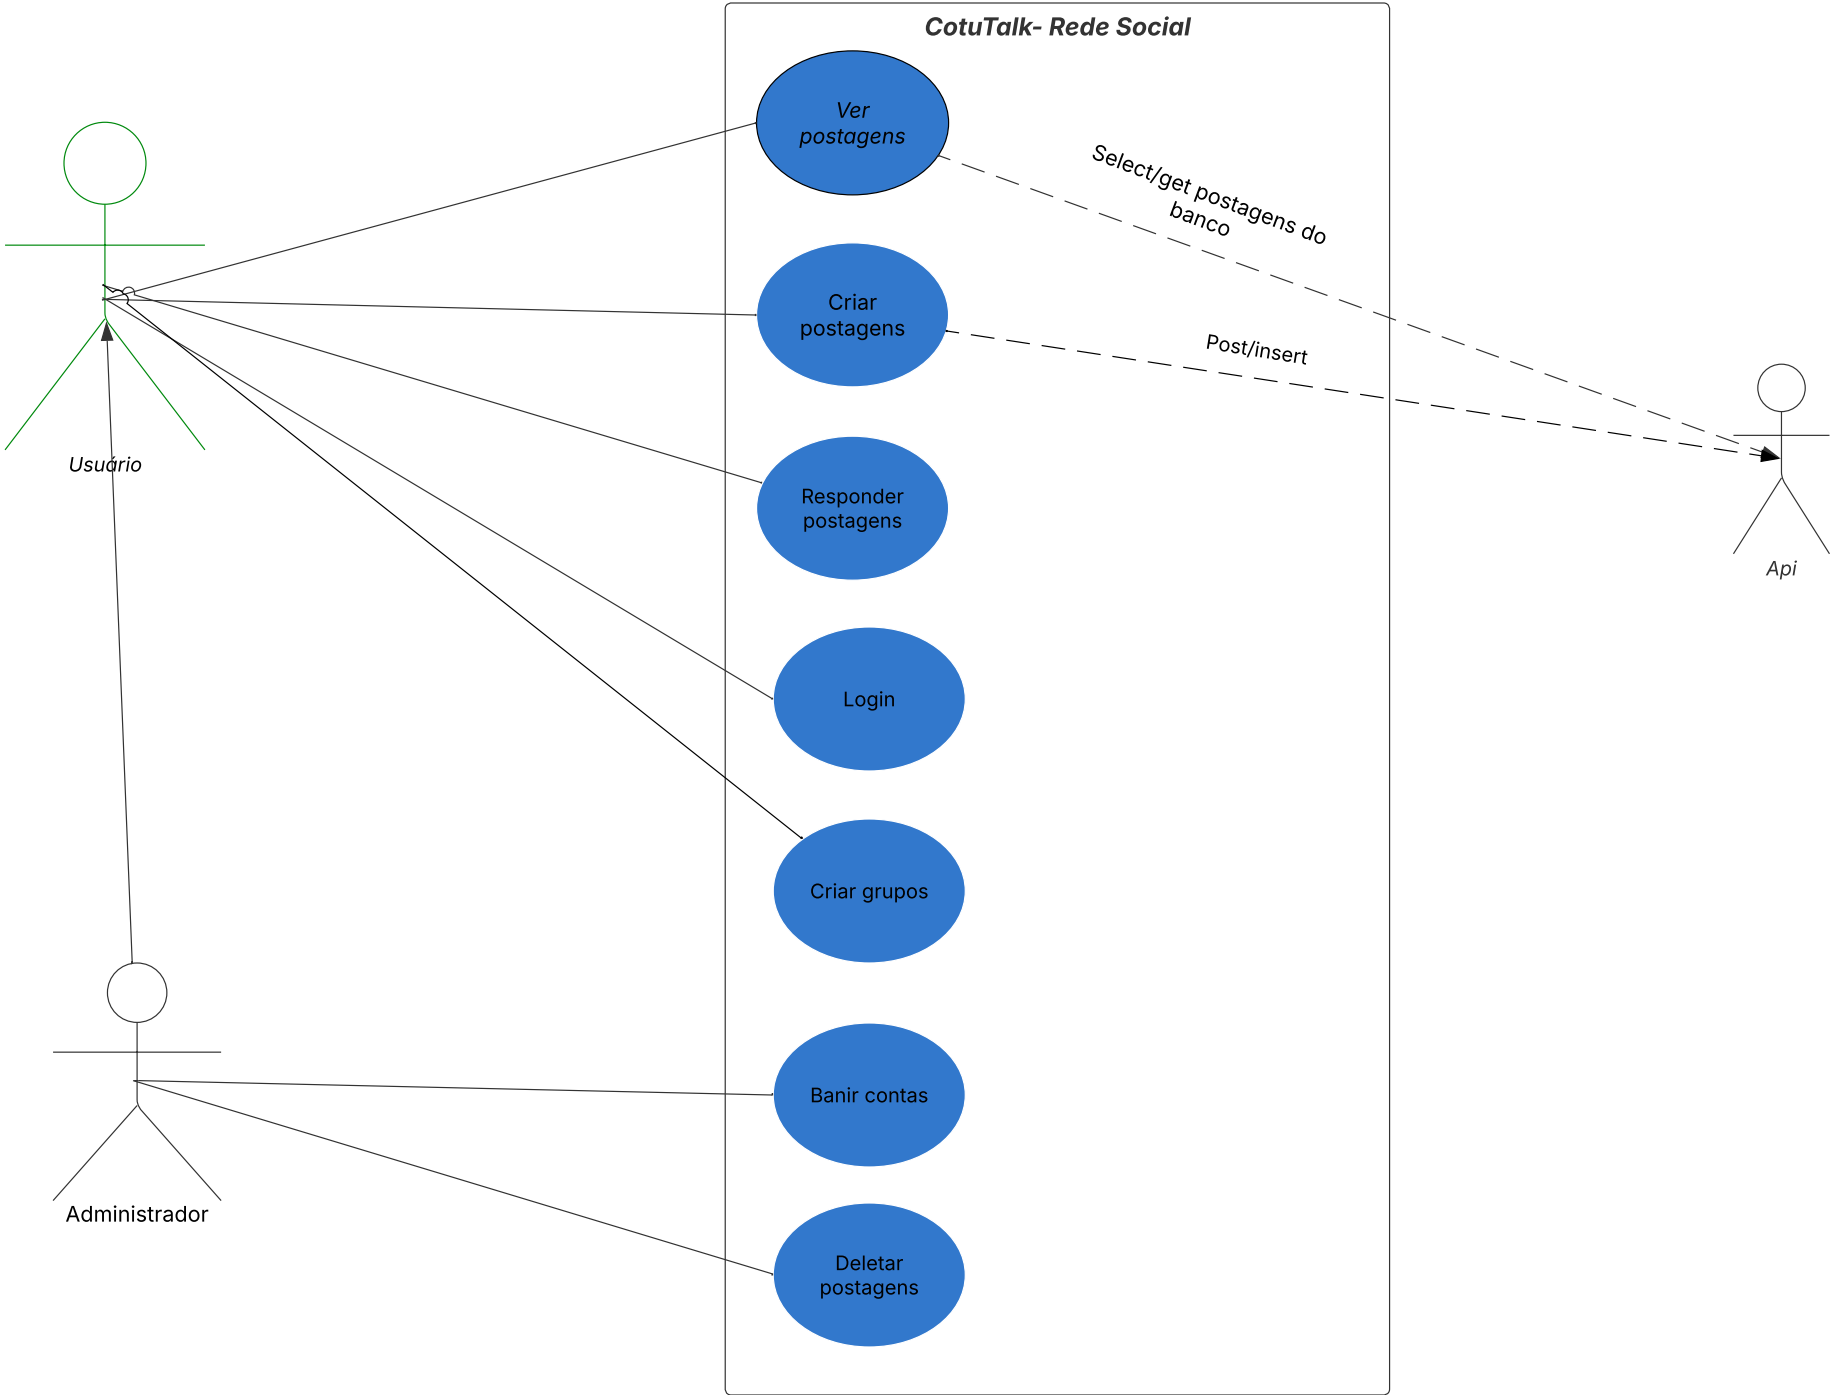 CotuTalk- Rede Social
Ver
postagens
Select/get postagens do
banco
Criar
postagens
Post/insert
Usuário
Responder
postagens
Api
Login
Criar grupos
Banir contas
Administrador
Deletar
postagens